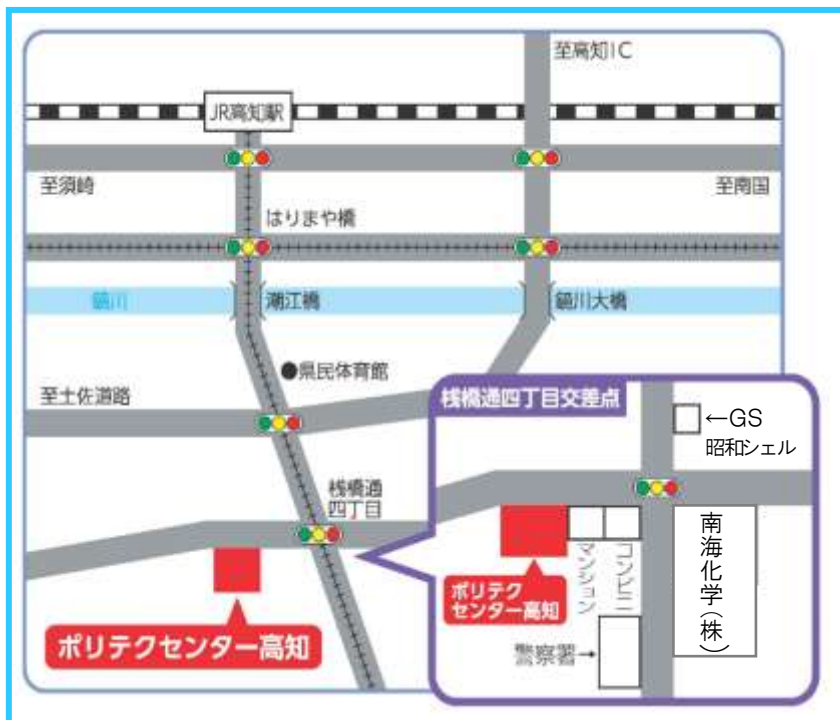 至高知IC
JR高知駅
至須崎
至南国
はりまや橋
鏡川
潮江橋
鏡川大橋
●県民体育館
至土佐道路
桟橋通四丁目交差点
←GS
昭和シェル
桟橋通
四丁目
ポリテク
センター高知
マンション
コンビニ
南海化学(株)
警察署→
ポリテクセンター高知